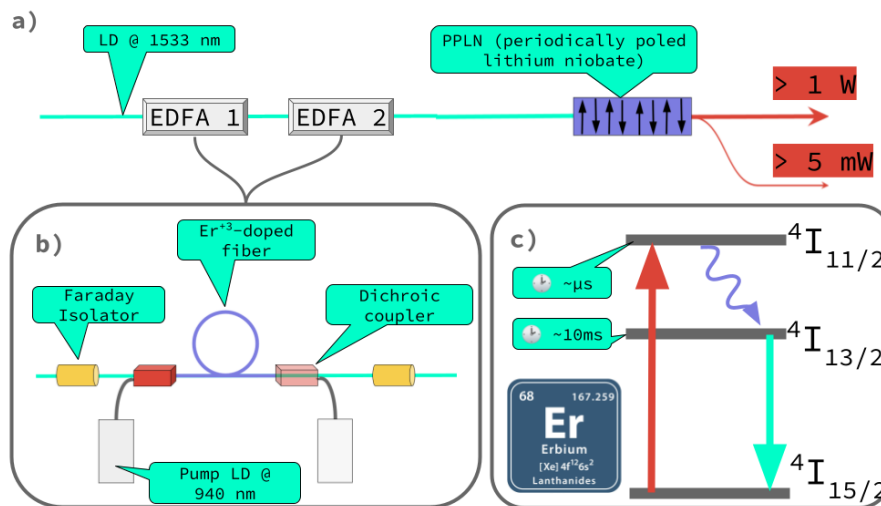 a)
LD @ 1533 nm
PPLN (periodically poled
lithium niobate)
> 1 W
EDFA 1
EDFA 2
> 5 mW
b)
Er⁺³-doped
fiber
Faraday
Isolator
Dichroic
coupler
Pump LD @
940 nm
c)
⁴I₁₁/₂
~µs
~10ms
⁴I₁₃/₂
68
167.259
Er
Erbium
[Xe] 4f¹²6s²
Lanthanides
⁴I₁₅/₂